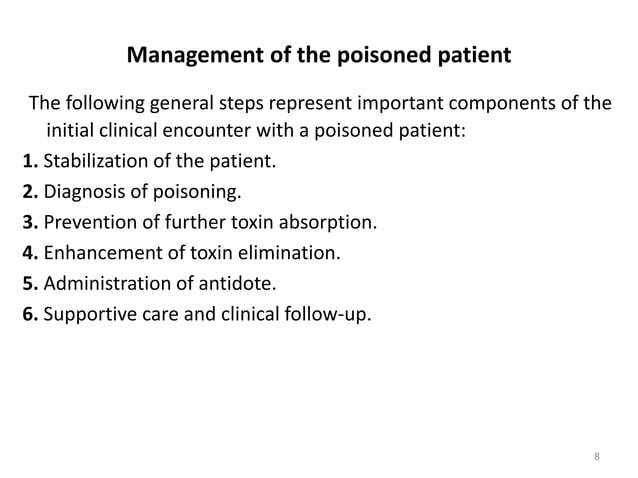 Management of the poisoned patient
The following general steps represent important components of the
initial clinical encounter with a poisoned patient:
1. Stabilization of the patient.
2. Diagnosis of poisoning.
3. Prevention of further toxin absorption.
4. Enhancement of toxin elimination.
5. Administration of antidote.
6. Supportive care and clinical follow-up.
8